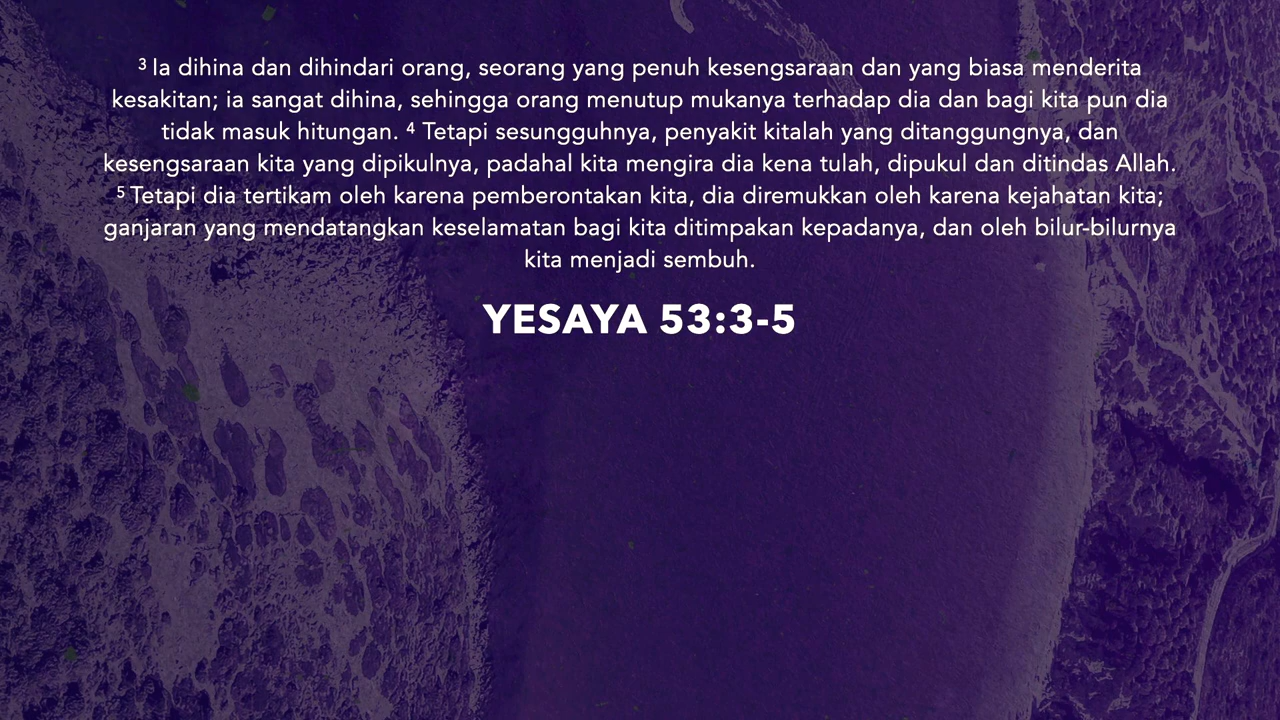 ³ Ia dihina dan dihindari orang, seorang yang penuh kesengsaraan dan yang biasa menderita
kesakitan; ia sangat dihina, sehingga orang menutup mukanya terhadap dia dan bagi kita pun dia
tidak masuk hitungan. ⁴ Tetapi sesungguhnya, penyakit kitalah yang ditanggungnya, dan
kesengsaraan kita yang dipikulnya, padahal kita mengira dia kena tulah, dipukul dan ditindas Allah.
⁵ Tetapi dia tertikam oleh karena pemberontakan kita, dia diremukkan oleh karena kejahatan kita;
ganjaran yang mendatangkan keselamatan bagi kita ditimpakan kepadanya, dan oleh bilur-bilurnya
kita menjadi sembuh.
YESAYA 53:3-5